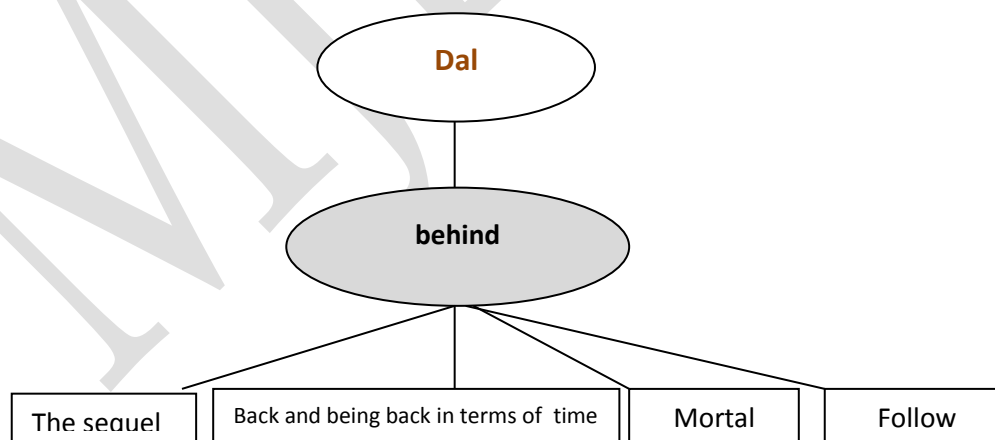 Dal
behind
The sequel
Back and being back in terms of time
Mortal
Follow